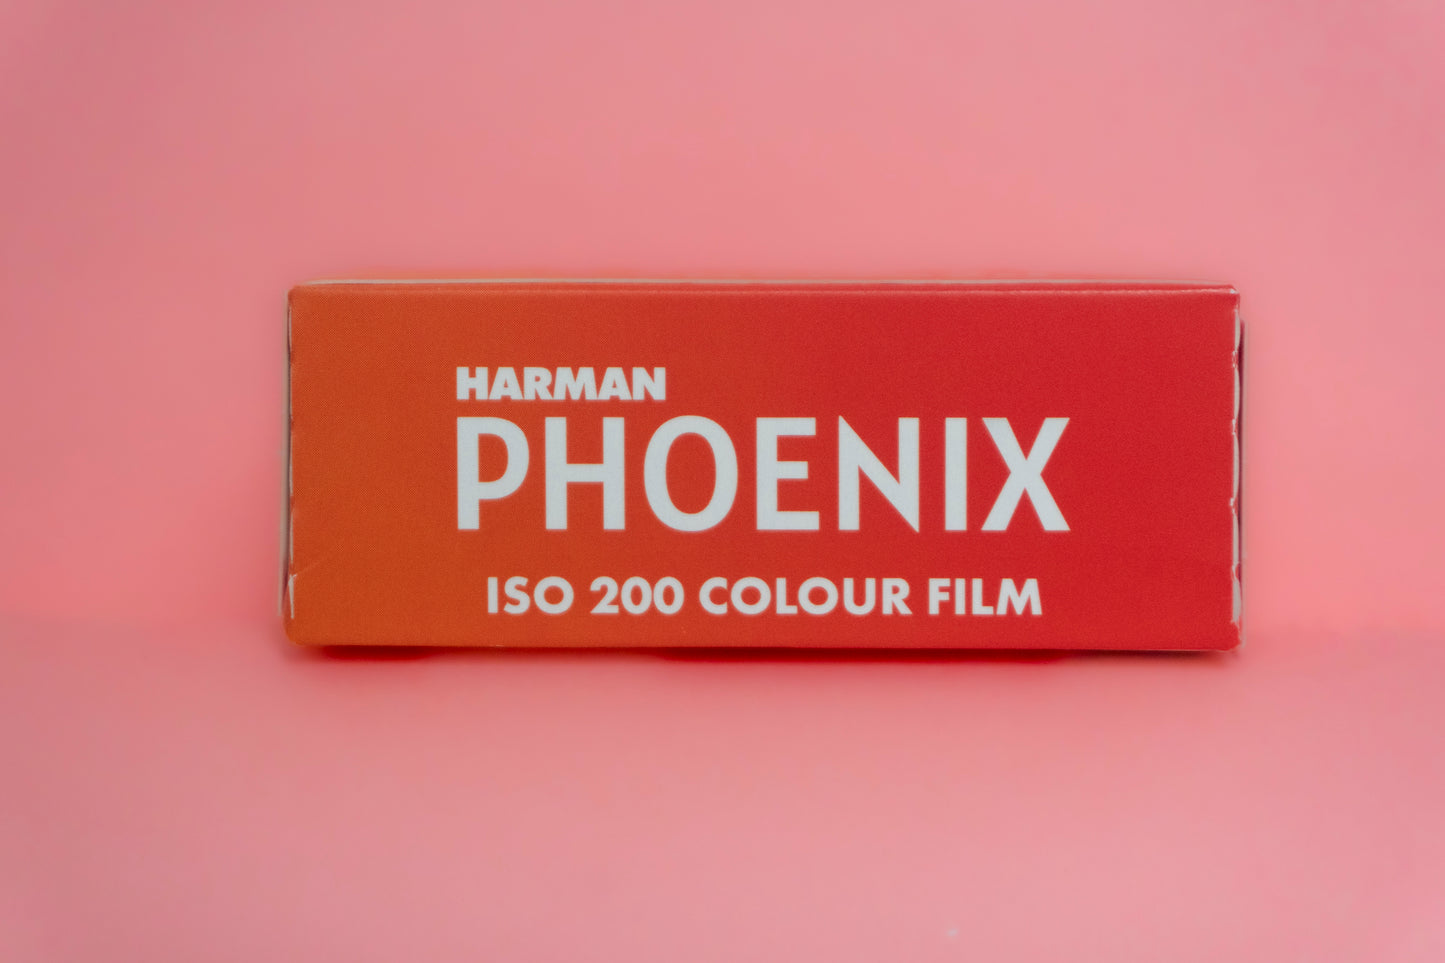 HARMAN
PHOENIX
ISO 200 COLOUR FILM